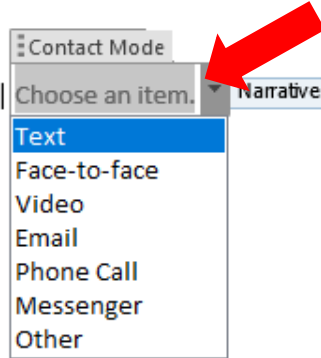 Contact Mode
Choose an item. Narrative
Text
Face-to-face
Video
Email
Phone Call
Messenger
Other